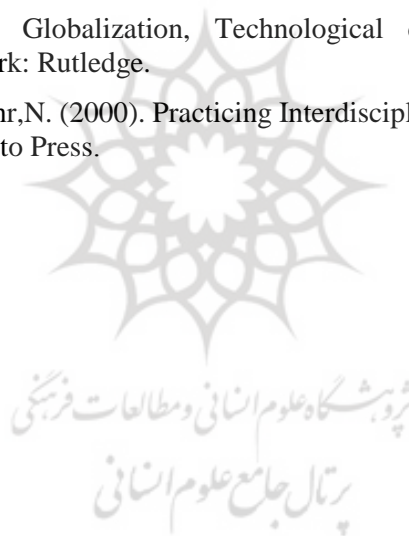 Globalization, Technological
rk: Rutledge.
hr,N. (2000). Practicing Interdiscipl
to Press.
پژوهشگاه علوم انسانی و مطالعات فرهنگی
پرتال جامع علوم انسانی